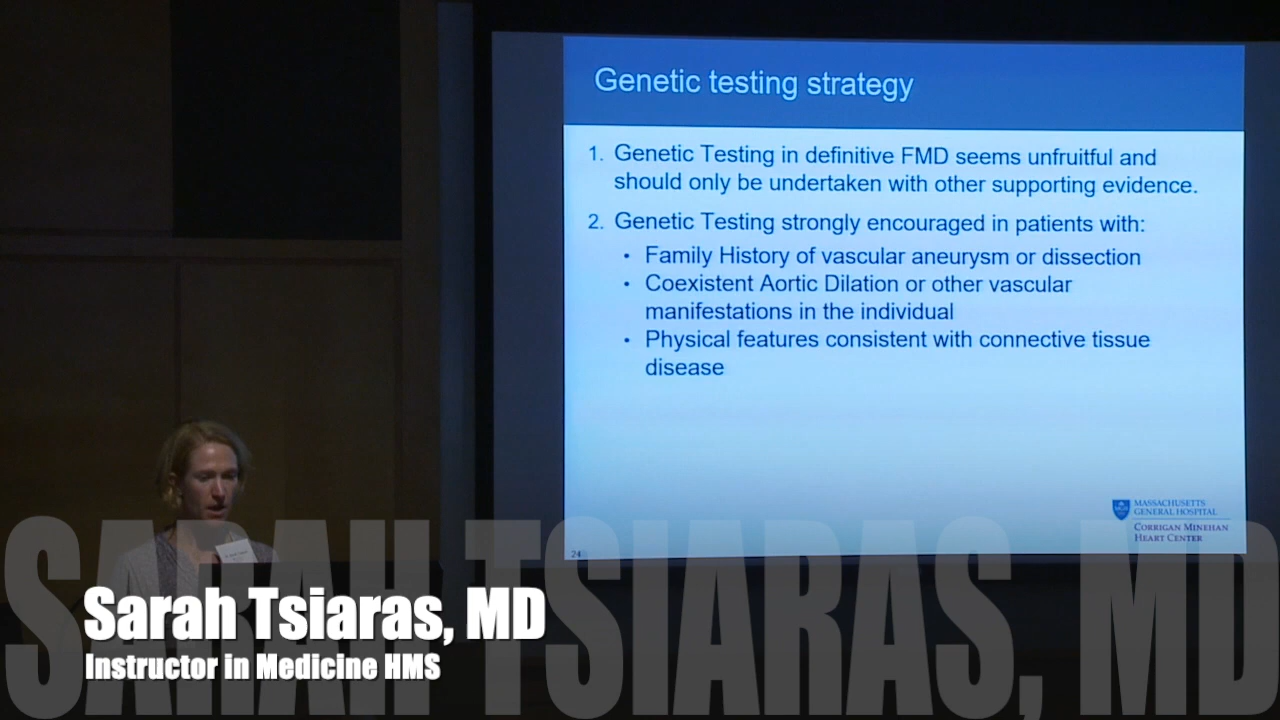 Genetic testing strategy
1. Genetic Testing in definitive FMD seems unfruitful and
should only be undertaken with other supporting evidence.
2. Genetic Testing strongly encouraged in patients with:
• Family History of vascular aneurysm or dissection
• Coexistent Aortic Dilation or other vascular
manifestations in the individual
• Physical features consistent with connective tissue
disease
MASSACHUSETTS
GENERAL HOSPITAL
CORRIGAN MINEHAN
HEART CENTER
24
SARAH TSIARAS, MD
Sarah Tsiaras, MD
Instructor in Medicine HMS